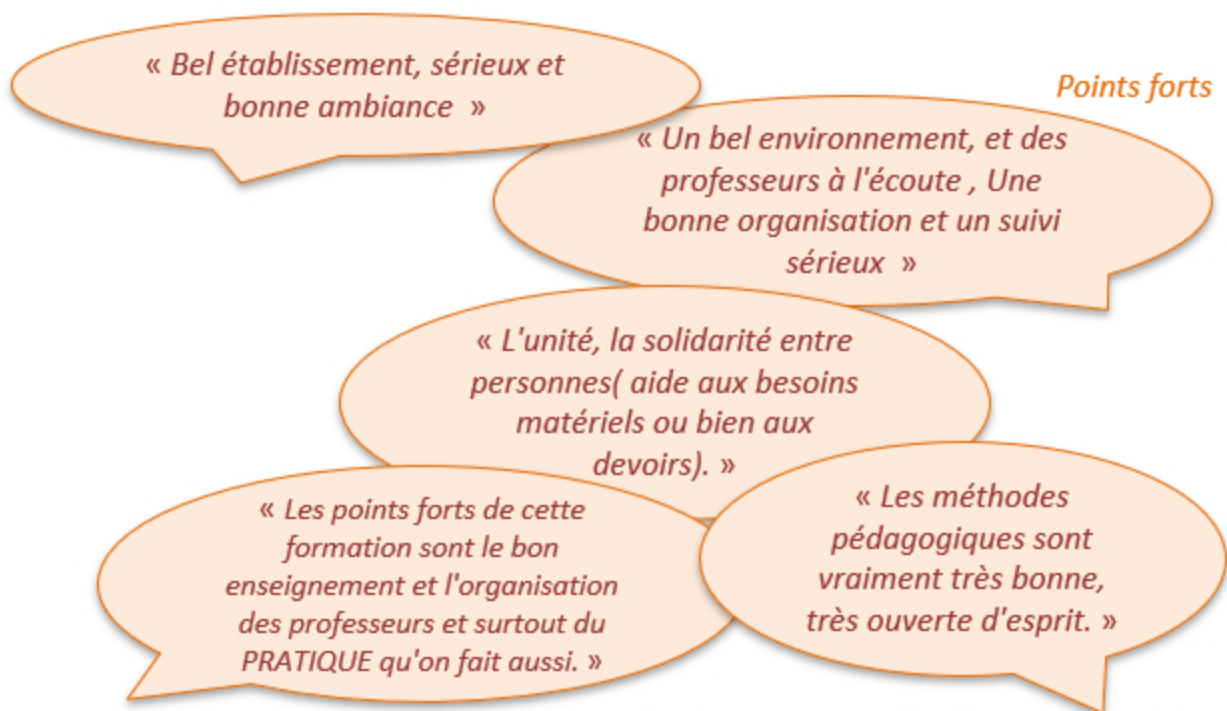 « Bel établissement, sérieux et
bonne ambiance »
Points forts
« Un bel environnement, et des
professeurs à l'écoute , Une
bonne organisation et un suivi
sérieux »
« L'unité, la solidarité entre
personnes( aide aux besoins
matériels ou bien aux
devoirs). »
« Les points forts de cette
formation sont le bon
enseignement et l'organisation
des professeurs et surtout du
PRATIQUE qu'on fait aussi. »
« Les méthodes
pédagogiques sont
vraiment très bonne,
très ouverte d'esprit. »